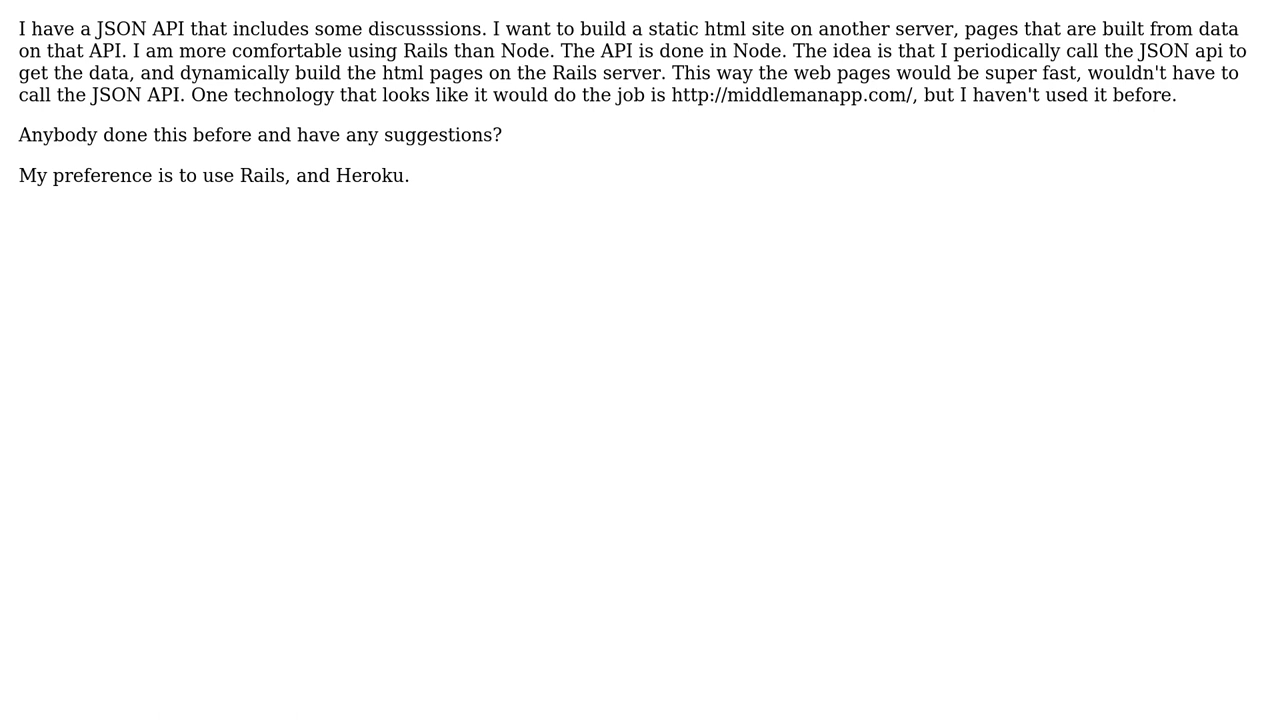 I have a JSON API that includes some discusssions. I want to build a static html site on another server, pages that are built from data
on that API. I am more comfortable using Rails than Node. The API is done in Node. The idea is that I periodically call the JSON api to
get the data, and dynamically build the html pages on the Rails server. This way the web pages would be super fast, wouldn't have to
call the JSON API. One technology that looks like it would do the job is http://middlemanapp.com/, but I haven't used it before.
Anybody done this before and have any suggestions?
My preference is to use Rails, and Heroku.